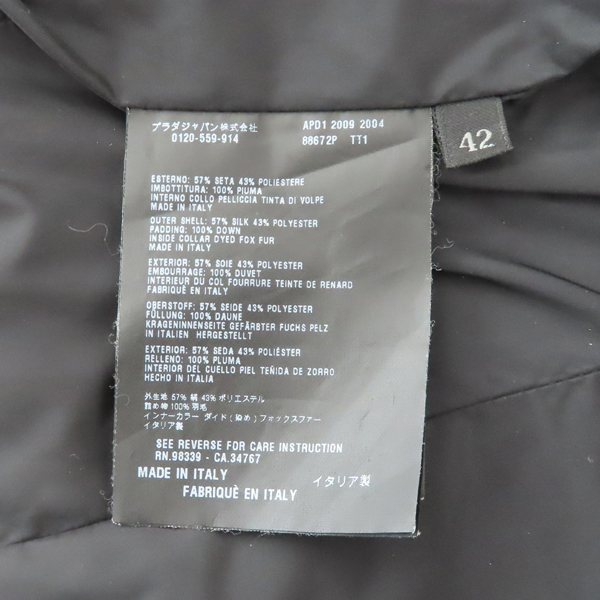 プラダジャパン株式会社
0120-559-914
APD1 2009 2004
88672P TT1
42
ESTERNO: 57% SETA 43% POLIESTERE
IMBOTTITURA: 100% PIUMA
INTERNO COLLO PELLICCIA TINTA DI VOLPE
MADE IN ITALY
OUTER SHELL: 57% SILK 43% POLYESTER
PADDING: 100% DOWN
INSIDE COLLAR DYED FOX FUR
MADE IN ITALY
EXTERIOR: 57% SOIE 43% POLYESTER
EMBOURRAGE: 100% DUVET
INTERIEUR DU COL FOURRURE TEINTE DE RENARD
FABRIQUÉ EN ITALY
OBERSTOFF: 57% SEIDE 43% POLYESTER
FÜLLUNG: 100% DAUNE
KRAGENINNENSEITE GEFÄRBTER FUCHS PELZ
IN ITALIEN HERGESTELLT
EXTERIOR: 57% SEDA 43% POLIÉSTER
RELLENO: 100% PLUMA
INTERIOR DEL CUELLO PIEL TEÑIDA DE ZORRO
HECHO IN ITALIA
外生地 57% 絹 43% ポリエステル
詰め物 100% 羽毛
インナーカラー ダイド (染め) フォックスファー
イタリア製
SEE REVERSE FOR CARE INSTRUCTION
RN.98339 - CA.34767
MADE IN ITALY
イタリア製
FABRIQUÈ EN ITALY